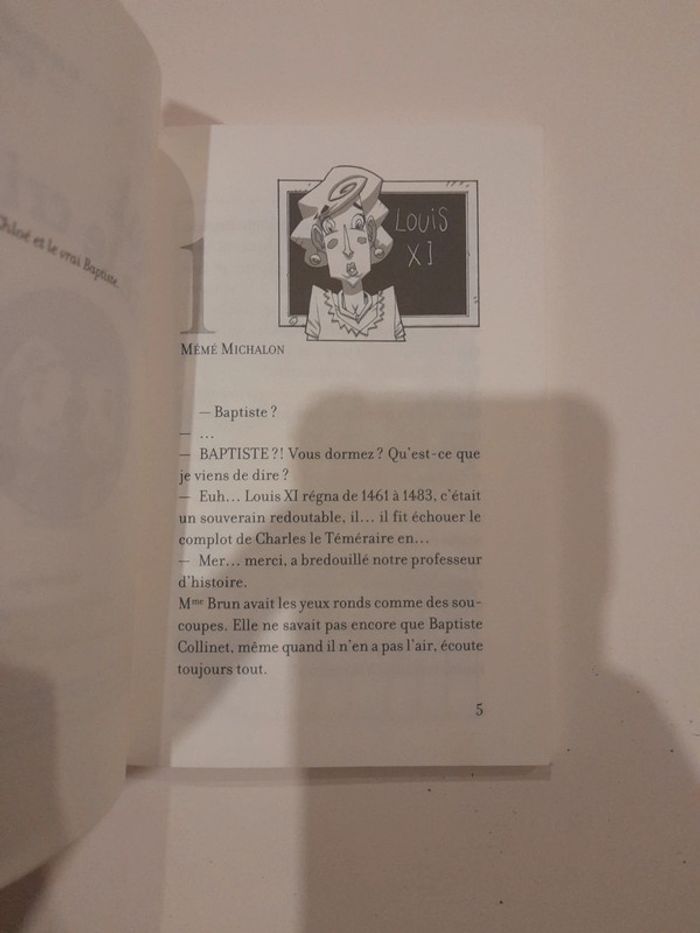 Chloé et le vrai Baptiste.
1
LOUIS
XI
MÉMÉ MICHALON
— Baptiste ?
— ...
— BAPTISTE ?! Vous dormez ? Qu'est-ce que
je viens de dire ?
— Euh... Louis XI régna de 1461 à 1483, c'était
un souverain redoutable, il... il fit échouer le
complot de Charles le Téméraire en...
— Mer... merci, a bredouillé notre professeur
d'histoire.
Mme Brun avait les yeux ronds comme des sou-
coupes. Elle ne savait pas encore que Baptiste
Collinet, même quand il n'en a pas l'air, écoute
toujours tout.
5